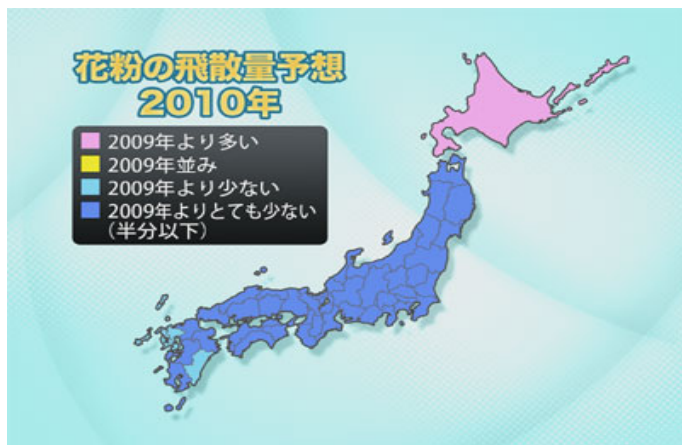 花粉の飛散量予想
2010年
2009年より多い
2009年並み
2009年より少ない
2009年よりとても少ない
(半分以下)